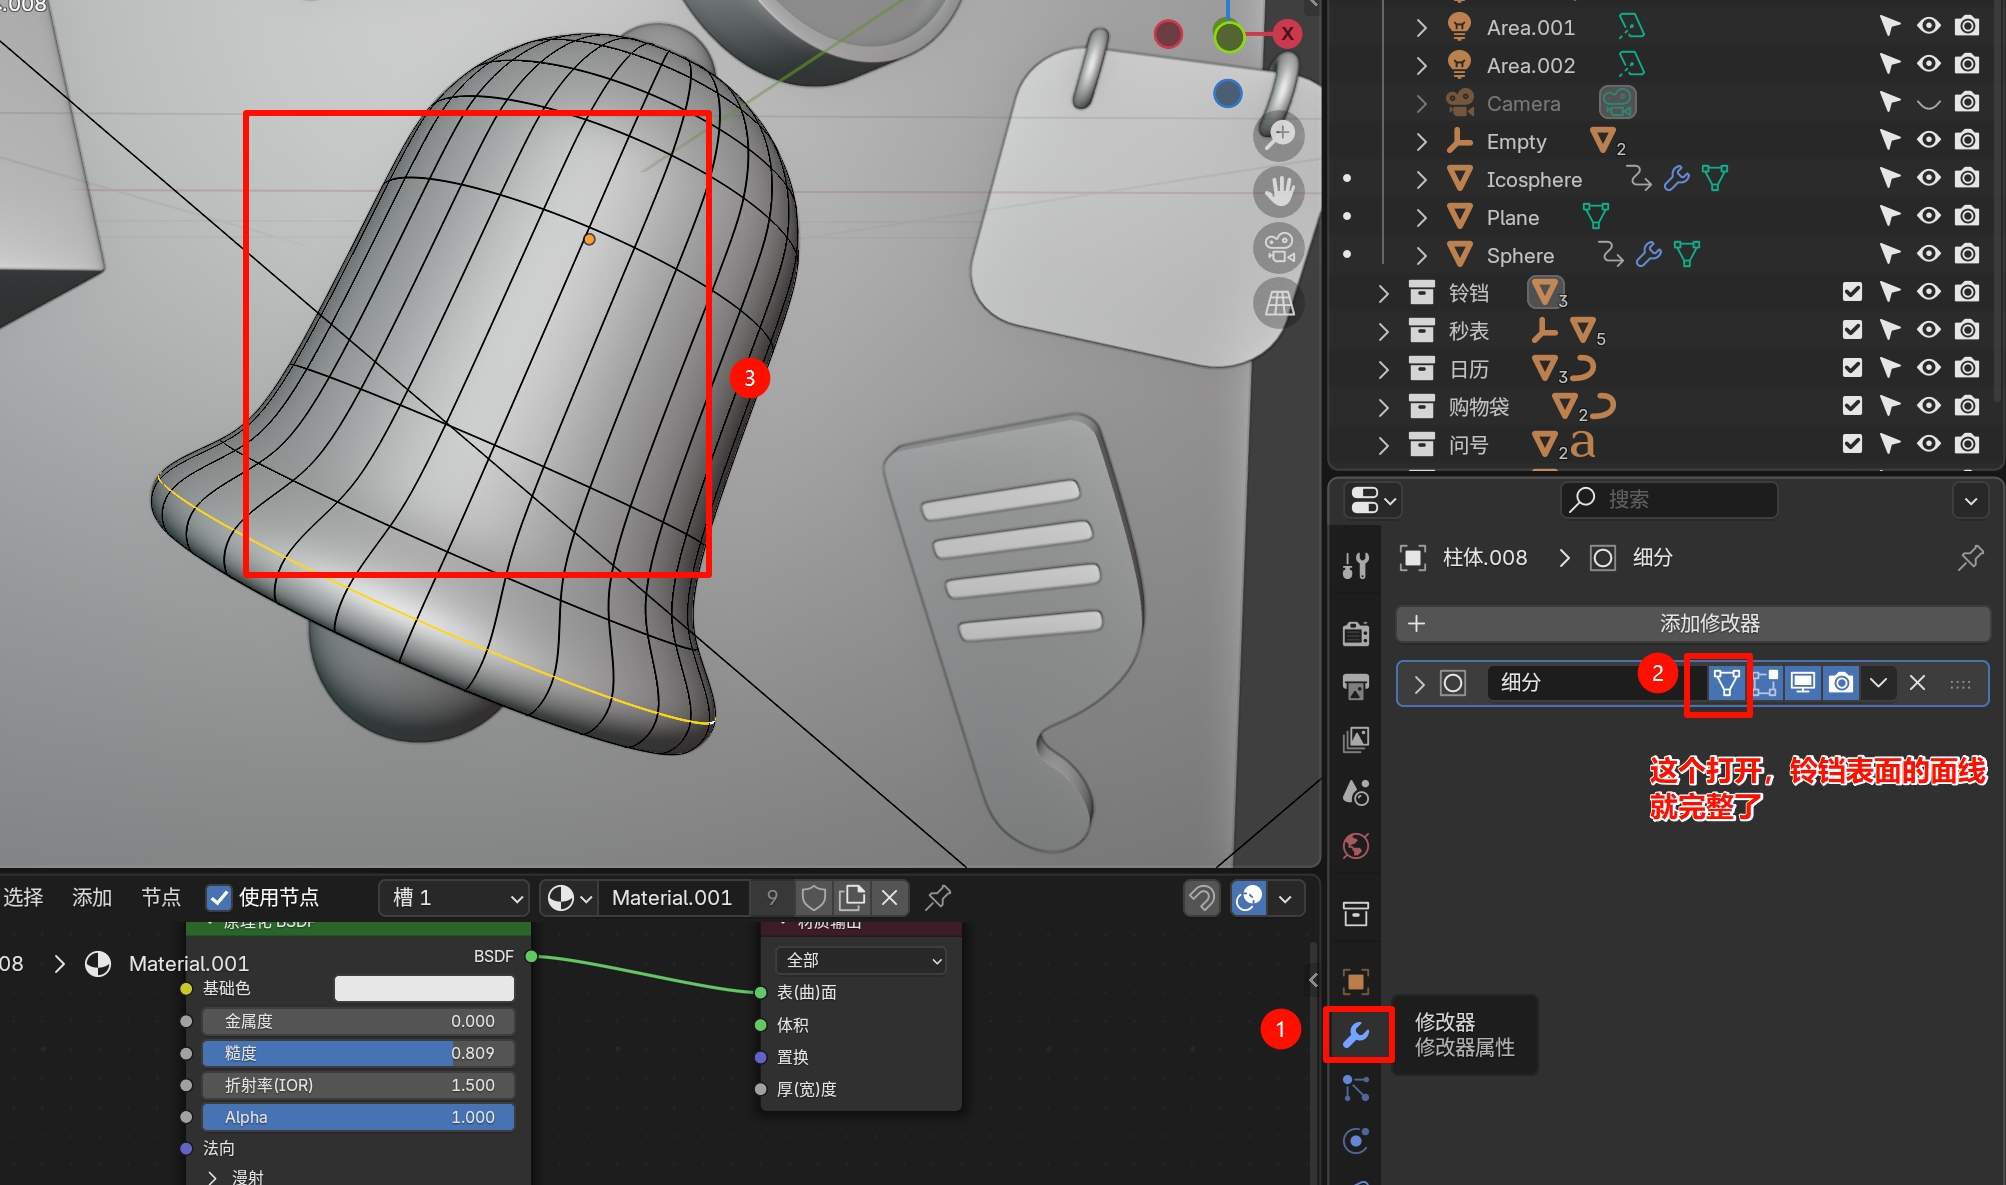 .008
X
3
Area.001
Area.002
Camera
Empty 2
Icosphere
Plane
Sphere
铃铛 3
秒表 5
日历 3
购物袋 2
问号 2 a
搜索
柱体.008
细分
添加修改器
细分
2
这个打开，铃铛表面的面线
就完整了
选择 添加 节点 使用节点 槽 1 Material.001 9
原理化 BSDF
材质输出
08 Material.001
BSDF
全部
基础色
表(曲)面
金属度 0.000
体积
糙度 0.809
置换
折射率(IOR) 1.500
厚(宽)度
Alpha 1.000
法向
漫射
1
修改器
修改器属性